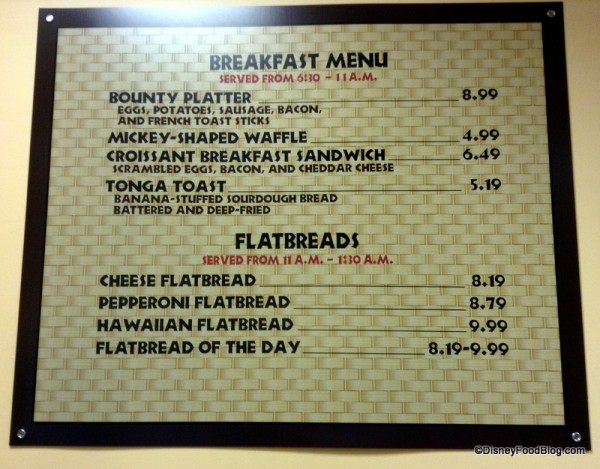 BREAKFAST MENU
SERVED FROM 6:30 - 11 A.M.
BOUNTY PLATTER 8.99
EGGS, POTATOES, SAUSAGE, BACON,
AND FRENCH TOAST STICKS
MICKEY-SHAPED WAFFLE 4.99
CROISSANT BREAKFAST SANDWICH 6.49
SCRAMBLED EGGS, BACON, AND CHEDDAR CHEESE
TONGA TOAST 5.19
BANANA-STUFFED SOURDOUGH BREAD
BATTERED AND DEEP-FRIED
FLATBREADS
SERVED FROM 11 A.M. - 1:30 A.M.
CHEESE FLATBREAD 8.19
PEPPERONI FLATBREAD 8.79
HAWAIIAN FLATBREAD 9.99
FLATBREAD OF THE DAY 8.19-9.99
©DisneyFoodBlog.com